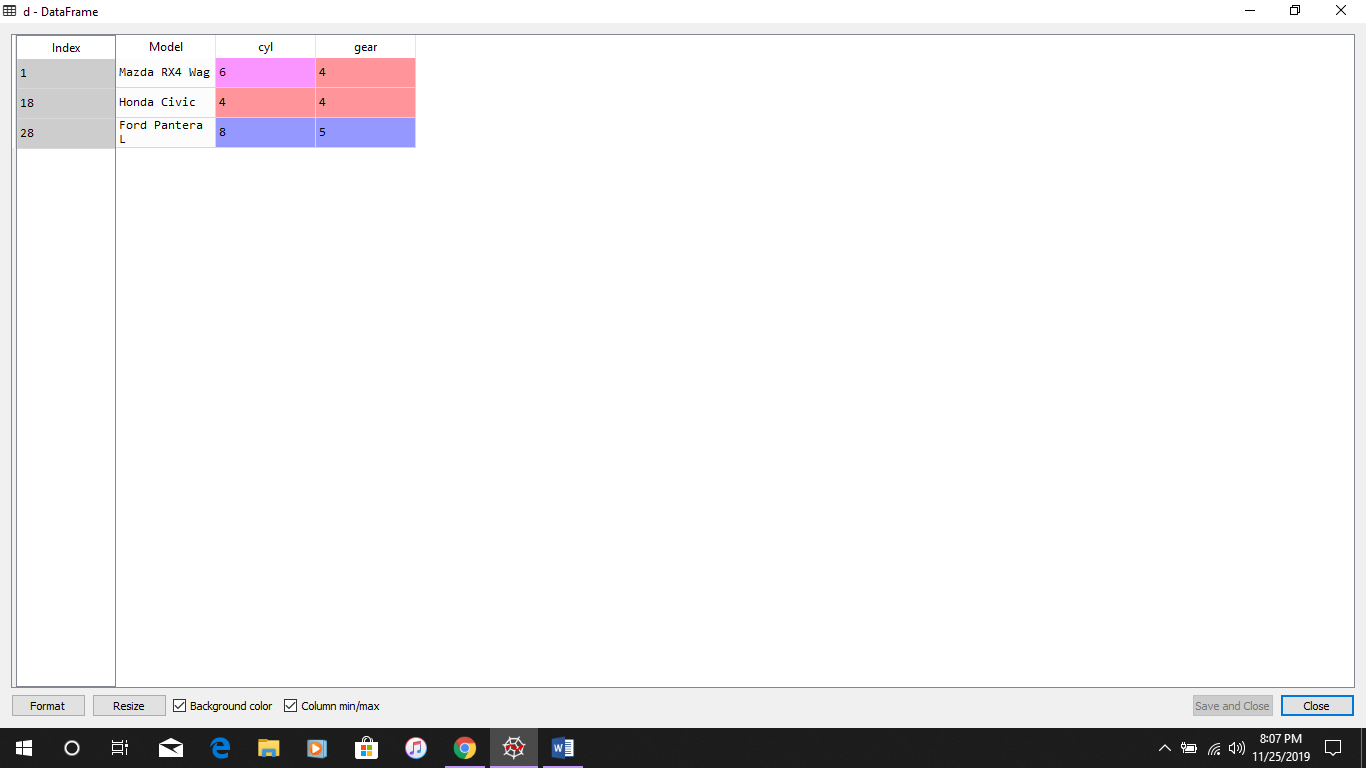 d - DataFrame
Index Model cyl gear
1 Mazda RX4 Wag 6 4
18 Honda Civic 4 4
28 Ford Pantera L 8 5
Format Resize Background color Column min/max Save and Close Close
8:07 PM
11/25/2019